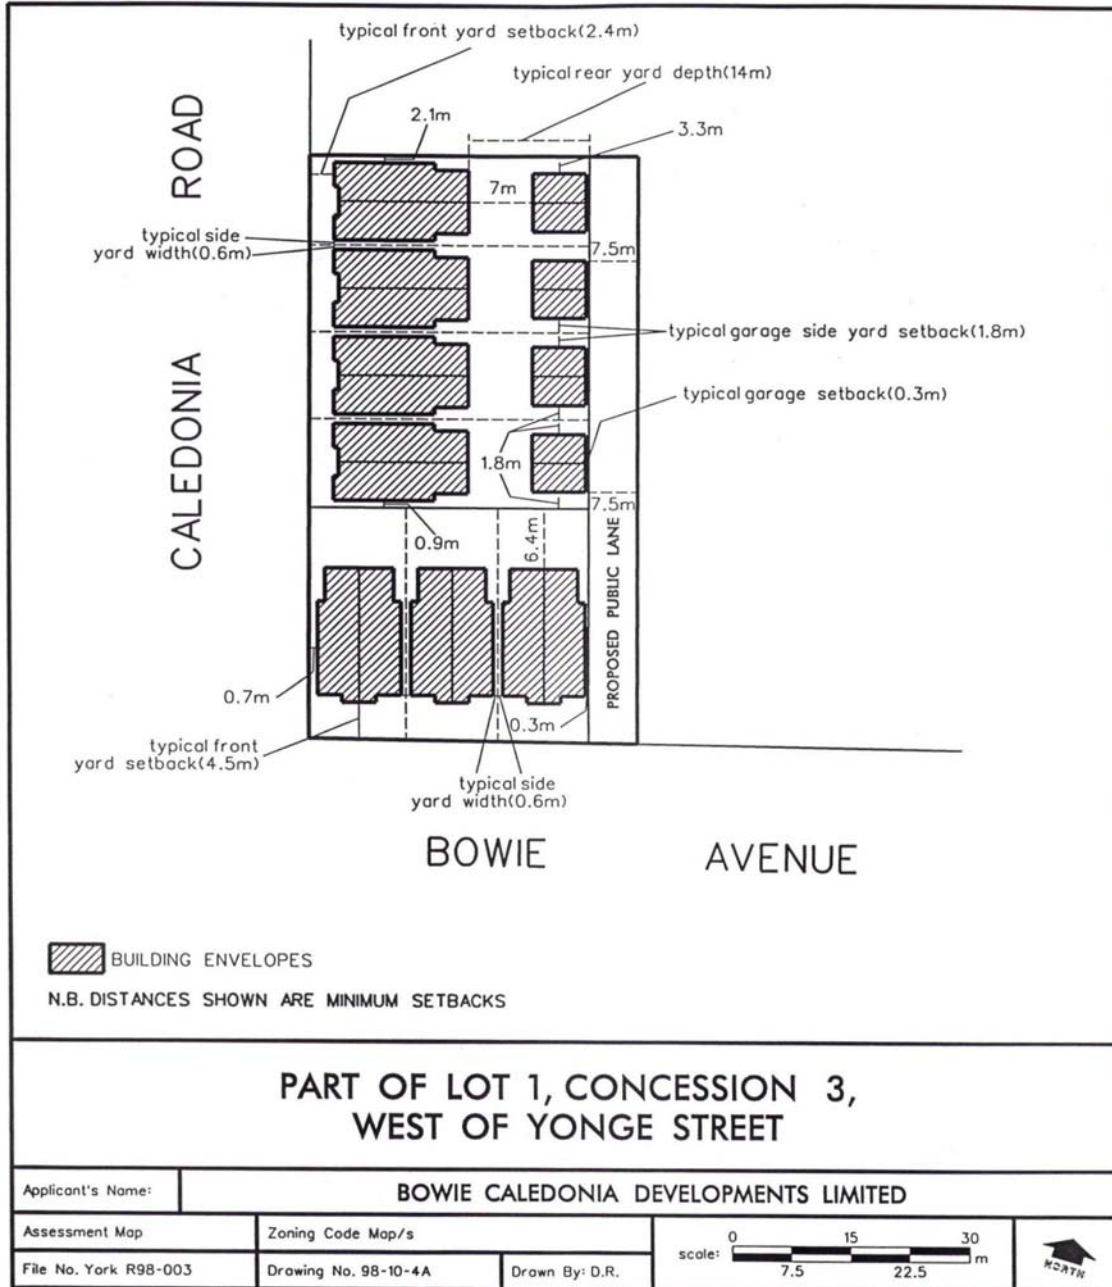 typical front yard setback(2.4m)
typical rear yard depth(14m)
2.1m
3.3m
ROAD
7m
typical side
yard width(0.6m)
7.5m
typical garage side yard setback(1.8m)
CALEDONIA
typical garage setback(0.3m)
1.8m
7.5m
0.9m
6.4m
PROPOSED PUBLIC LANE
0.7m
0.3m
typical front
yard setback(4.5m)
typical side
yard width(0.6m)
BOWIE AVENUE
BUILDING ENVELOPES
N.B. DISTANCES SHOWN ARE MINIMUM SETBACKS
PART OF LOT 1, CONCESSION 3,
WEST OF YONGE STREET
Applicant's Name: BOWIE CALEDONIA DEVELOPMENTS LIMITED
Assessment Map
Zoning Code Map/s
File No. York R98-003
Drawing No. 98-10-4A
Drawn By: D.R.
scale:
0 15 30
m
7.5 22.5
NORTH